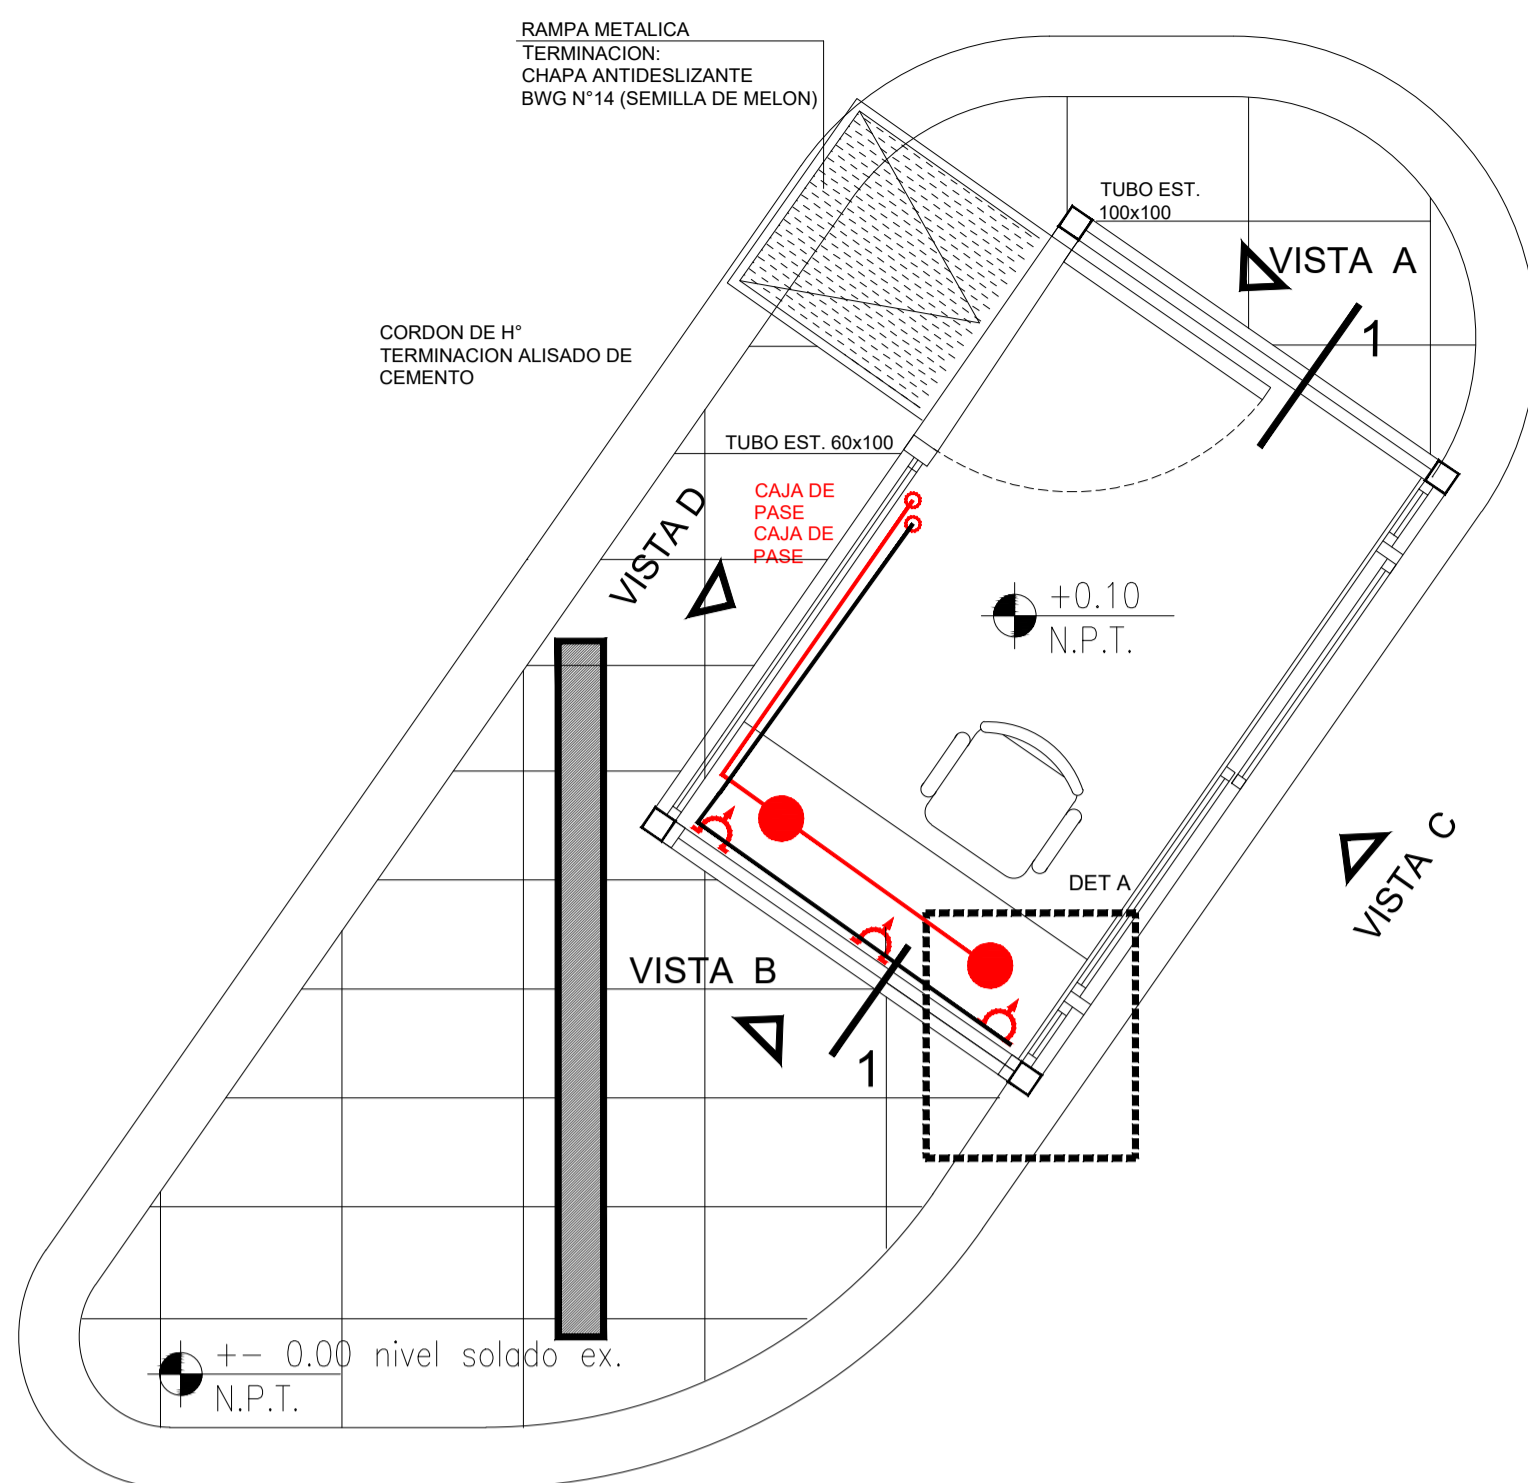 RAMPA METALICA
TERMINACION:
CHAPA ANTIDESLIZANTE
BWG N°14 (SEMILLA DE MELON)
TUBO EST.
100x100
VISTA A
1
CORDON DE H°
TERMINACION ALISADO DE
CEMENTO
TUBO EST. 60x100
CAJA DE
PASE
CAJA DE
PASE
VISTA D
+0.10
N.P.T.
VISTA C
DET A
VISTA B
1
+- 0.00 nivel solado ex.
N.P.T.